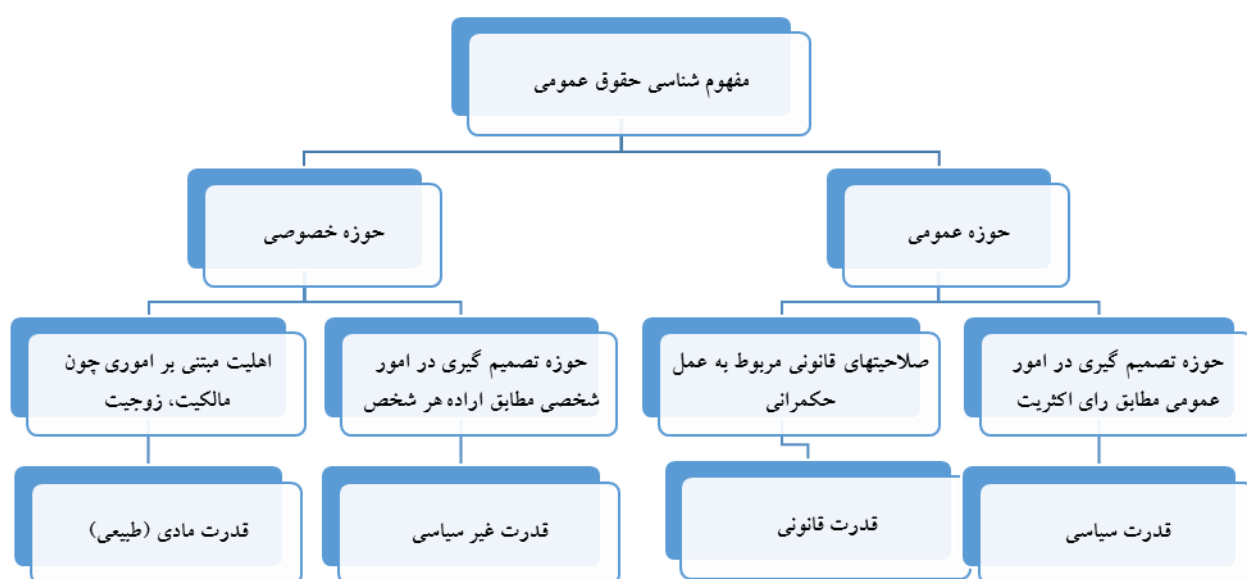 مفهوم شناسی حقوق عمومی
حوزه عمومی
حوزه خصوصی
حوزه تصمیم گیری در امور
عمومی مطابق رای اکثریت
صلاحیتهای قانونی مربوط به عمل
حکمرانی
حوزه تصمیم گیری در امور
شخصی مطابق اراده هر شخص
اهلیت مبتنی بر اموری چون
مالکیت، زوجیت
قدرت سیاسی
قدرت قانونی
قدرت غیر سیاسی
قدرت مادی (طبیعی)